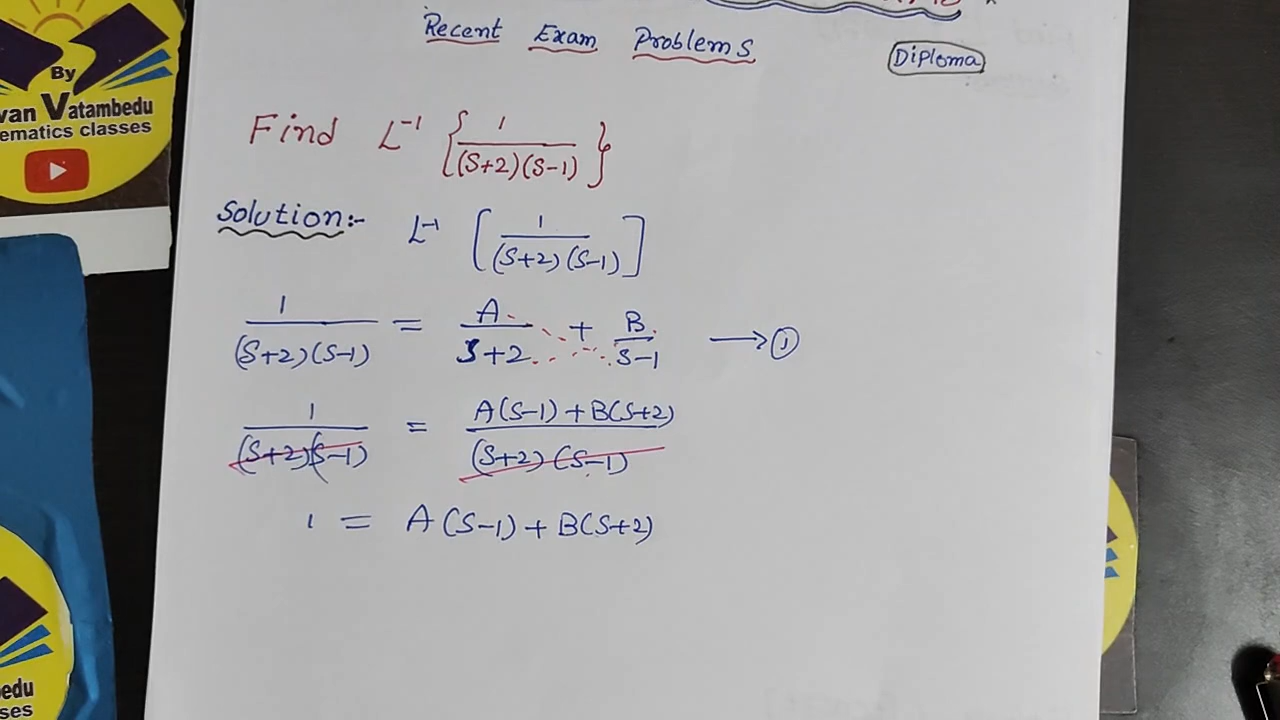 Recent Exam Problems
Diploma
By
van Vatambedu
ematics classes
Find L⁻¹ {1/((S+2)(S-1))}
Solution:- L⁻¹ [1/((S+2)(S-1))]
1/((S+2)(S-1)) = A/(S+2) + B/(S-1) → ①
1/((S+2)(S-1)) = (A(S-1)+B(S+2))/((S+2)(S-1))
1 = A(S-1)+B(S+2)
edu
ses